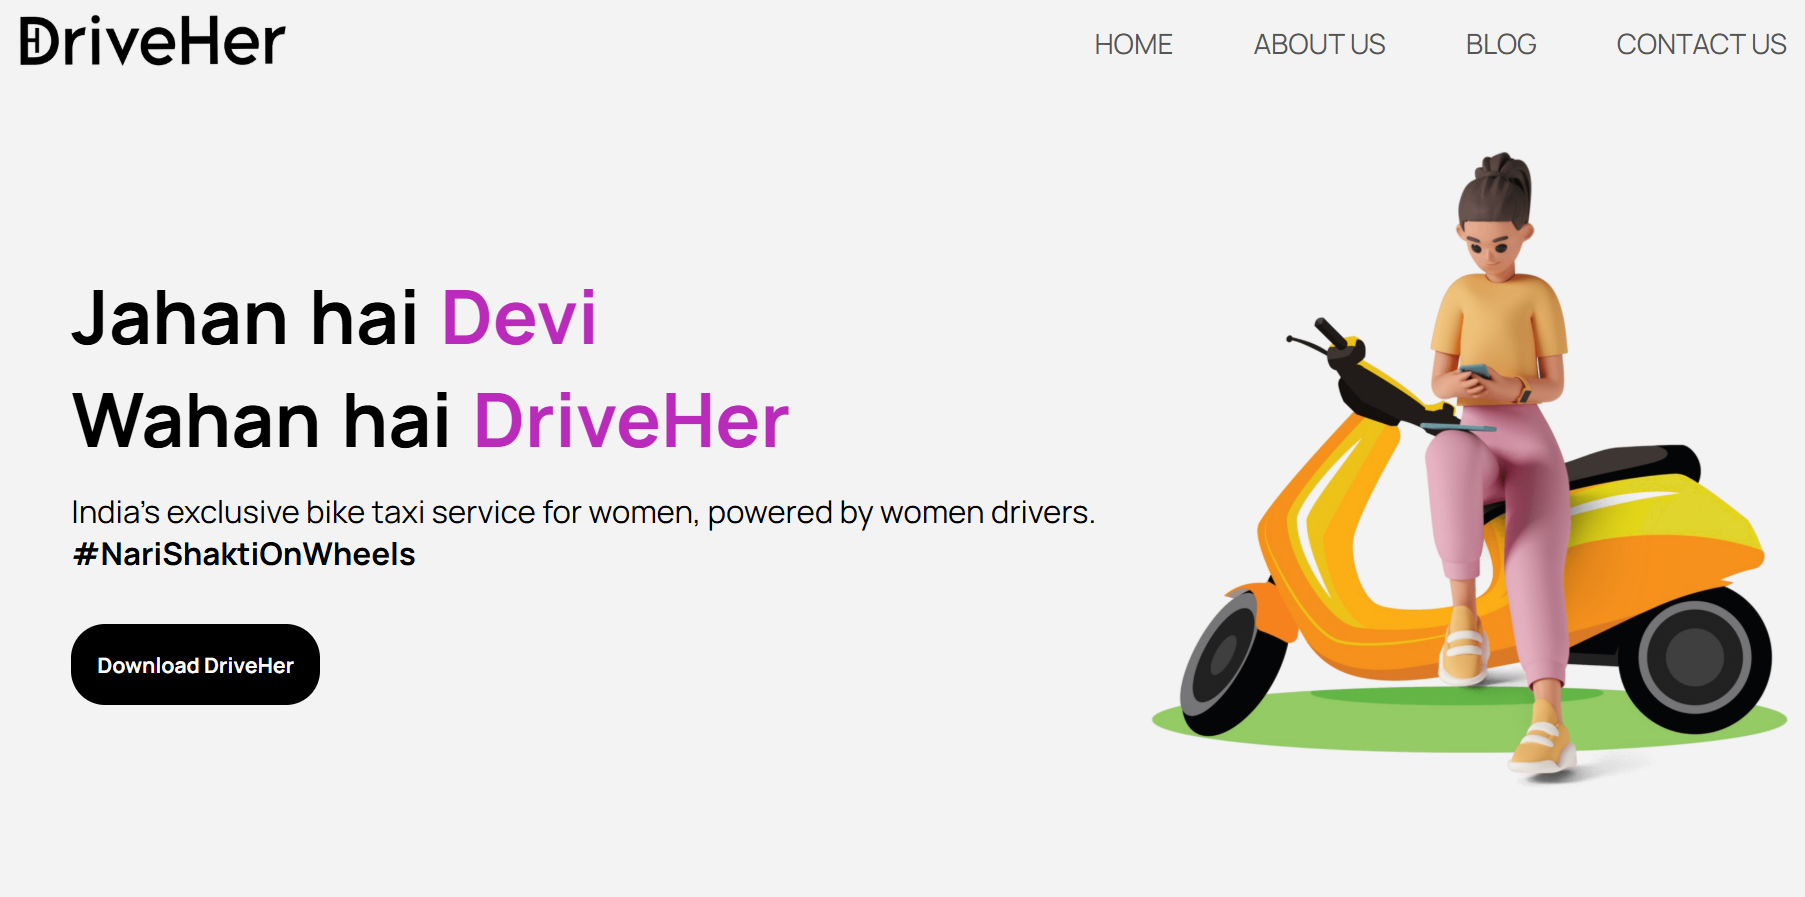 DriveHer
HOME ABOUT US BLOG CONTACT US
Jahan hai Devi
Wahan hai DriveHer
India’s exclusive bike taxi service for women, powered by women drivers.
#NariShaktiOnWheels
Download DriveHer